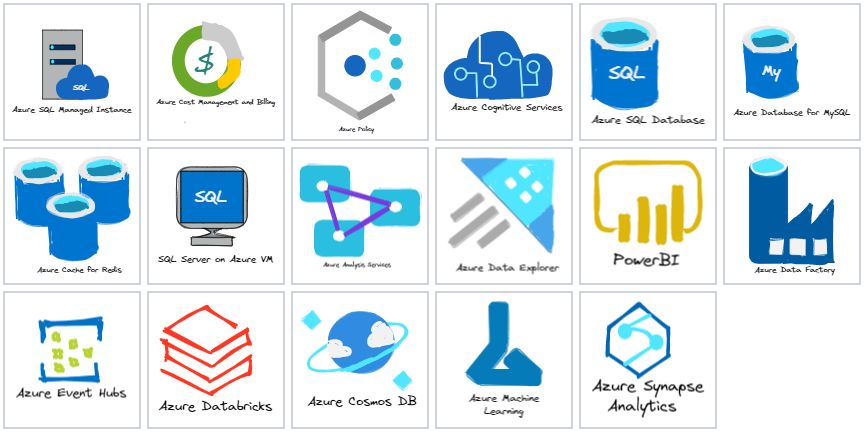 SQL
Azure SQL Managed Instance
$
Azure Cost Management and Billing
Azure Policy
Azure Cognitive Services
SQL
Azure SQL Database
My
Azure Database for MySQL
Azure Cache for Redis
SQL
SQL Server on Azure VM
Azure Analysis Services
Azure Data Explorer
PowerBI
Azure Data Factory
Azure Event Hubs
Azure Databricks
Azure Cosmos DB
Azure Machine
Learning
Azure Synapse
Analytics